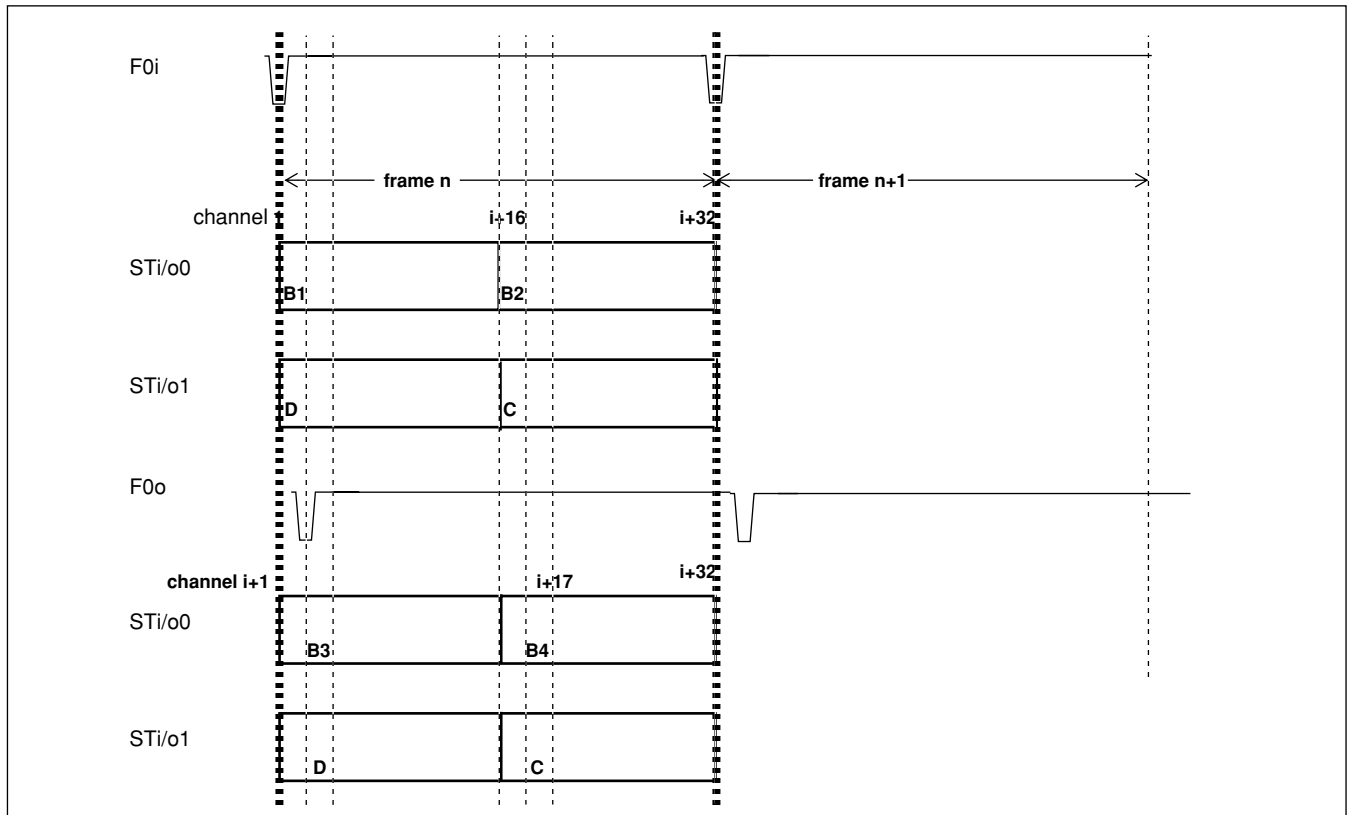 F0i
frame n
frame n+1
channel i
i+16
i+32
STi/o0
B1
B2
STi/o1
D
C
F0o
channel i+1
i+17
i+32
STi/o0
B3
B4
STi/o1
D
C